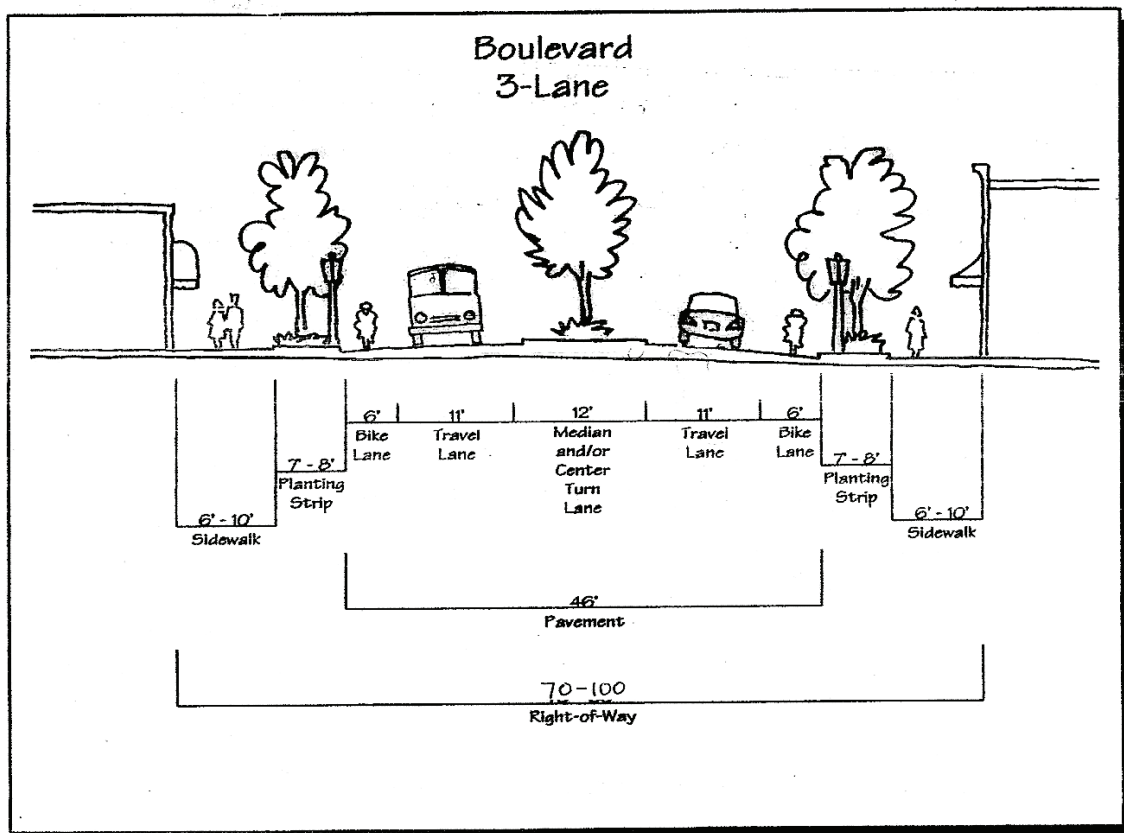 Boulevard
3-Lane
6'
Bike
Lane
11'
Travel
Lane
12'
Median
and/or
Center
Turn
Lane
11'
Travel
Lane
6'
Bike
Lane
7' - 8'
Planting
Strip
7' - 8'
Planting
Strip
6' - 10'
Sidewalk
6' - 10'
Sidewalk
46'
Pavement
70-100
Right-of-Way